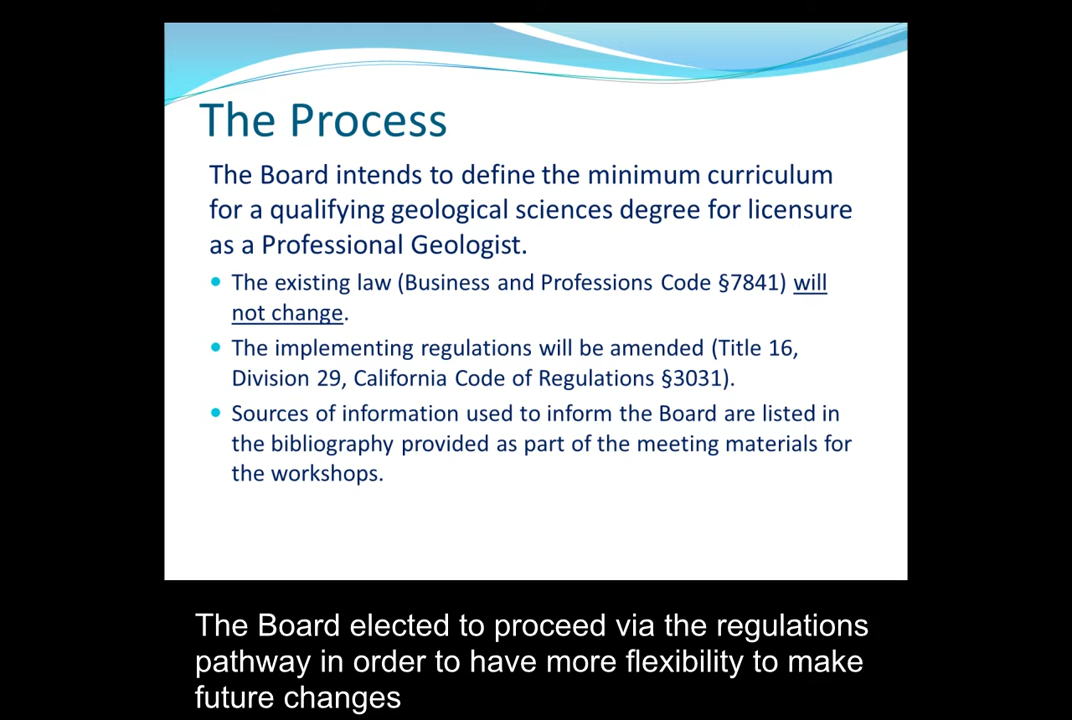 The Process
The Board intends to define the minimum curriculum
for a qualifying geological sciences degree for licensure
as a Professional Geologist.
• The existing law (Business and Professions Code §7841) will
not change.
• The implementing regulations will be amended (Title 16,
Division 29, California Code of Regulations §3031).
• Sources of information used to inform the Board are listed in
the bibliography provided as part of the meeting materials for
the workshops.
The Board elected to proceed via the regulations
pathway in order to have more flexibility to make
future changes